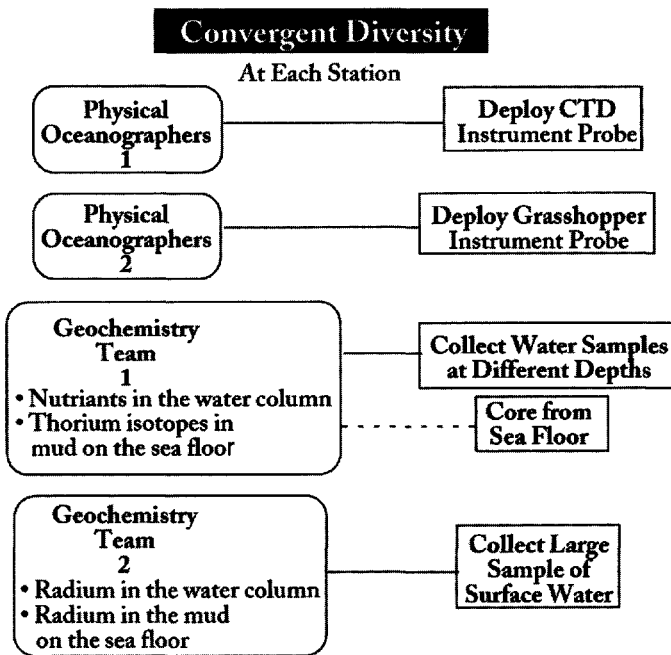 Convergent Diversity
At Each Station
Physical
Oceanographers
1
Deploy CTD
Instrument Probe
Physical
Oceanographers
2
Deploy Grasshopper
Instrument Probe
Geochemistry
Team
1
• Nutriants in the water column
• Thorium isotopes in
mud on the sea floor
Collect Water Samples
at Different Depths
Core from
Sea Floor
Geochemistry
Team
2
• Radium in the water column
• Radium in the mud
on the sea floor
Collect Large
Sample of
Surface Water